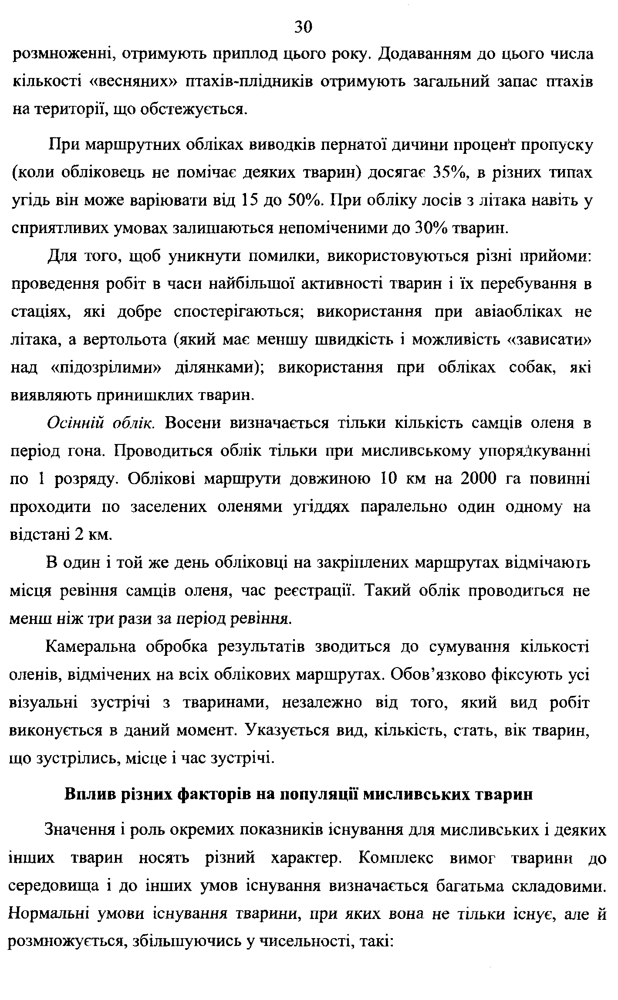 30
розмноженні, отримують приплод цього року. Додаванням до цього числа
кількості «весняних» птахів-плідників отримують загальний запас птахів
на території, що обстежується.
При маршрутних обліках виводків пернатої дичини процент пропуску
(коли обліковець не помічає деяких тварин) досягає 35%, в різних типах
угідь він може варіювати від 15 до 50%. При обліку лосів з літака навіть у
сприятливих умовах залишаються непоміченими до 30% тварин.
Для того, щоб уникнути помилки, використовуються різні прийоми:
проведення робіт в часи найбільшої активності тварин і їх перебування в
стаціях, які добре спостерігаються; використання при авіаобліках не
літака, а вертольота (який має меншу швидкість і можливість «зависати»
над «підозрілими» ділянками); використання при обліках собак, які
виявляють принишклих тварин.
Осінній облік. Восени визначається тільки кількість самців оленя в
період гона. Проводиться облік тільки при мисливському упорядкуванні
по 1 розряду. Облікові маршрути довжиною 10 км на 2000 га повинні
проходити по заселених оленями угіддях паралельно один одному на
відстані 2 км.
В один і той же день обліковці на закріплених маршрутах відмічають
місця ревіння самців оленя, час реєстрації. Такий облік проводиться не
менш ніж три рази за період ревіння.
Камеральна обробка результатів зводиться до сумування кількості
оленів, відмічених на всіх облікових маршрутах. Обов’язково фіксують усі
візуальні зустрічі з тваринами, незалежно від того, який вид робіт
виконується в даний момент. Указується вид, кількість, стать, вік тварин,
що зустрілись, місце і час зустрічі.
Вплив різних факторів на популяції мисливських тварин
Значення і роль окремих показників існування для мисливських і деяких
інших тварин носять різний характер. Комплекс вимог тварини до
середовища і до інших умов існування визначається багатьма складовими.
Нормальні умови існування тварини, при яких вона не тільки існує, але й
розмножується, збільшуючись у чисельності, такі: